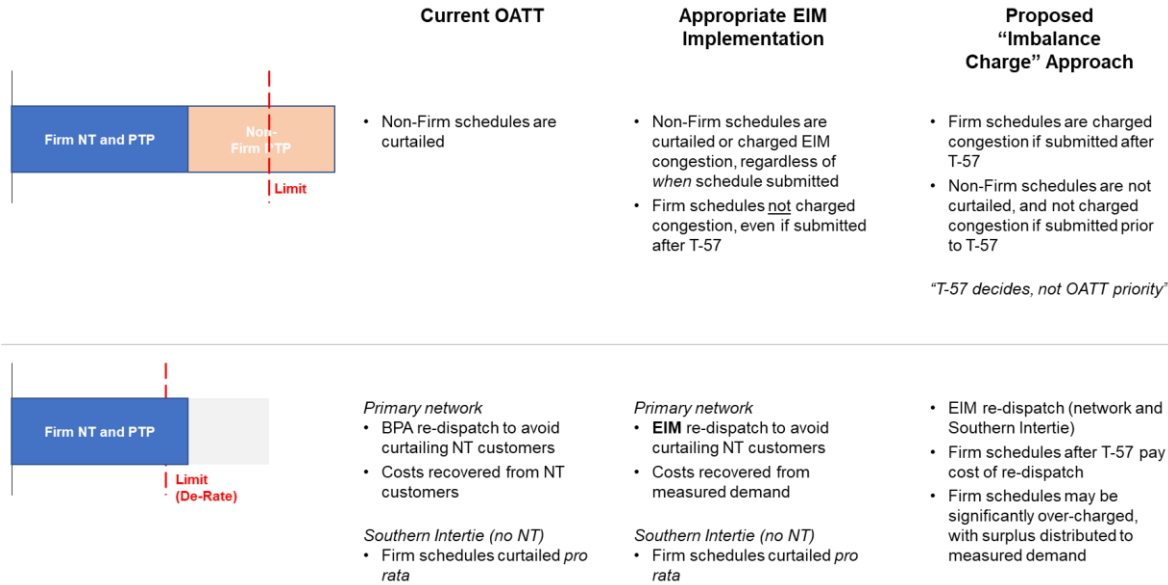 Current OATT
Appropriate EIM
Implementation
Proposed
“Imbalance
Charge” Approach
Firm NT and PTP
Non-
Firm PTP
Limit
• Non-Firm schedules are
curtailed
• Non-Firm schedules are
curtailed or charged EIM
congestion, regardless of
when schedule submitted
• Firm schedules not charged
congestion, even if submitted
after T-57
• Firm schedules are charged
congestion if submitted after
T-57
• Non-Firm schedules are not
curtailed, and not charged
congestion if submitted prior
to T-57
“T-57 decides, not OATT priority”
Firm NT and PTP
Limit
(De-Rate)
Primary network
• BPA re-dispatch to avoid
curtailing NT customers
• Costs recovered from NT
customers
Southern Intertie (no NT)
• Firm schedules curtailed pro
rata
Primary network
• EIM re-dispatch to avoid
curtailing NT customers
• Costs recovered from
measured demand
Southern Intertie (no NT)
• Firm schedules curtailed pro
rata
• EIM re-dispatch (network and
Southern Intertie)
• Firm schedules after T-57 pay
cost of re-dispatch
• Firm schedules may be
significantly over-charged,
with surplus distributed to
measured demand